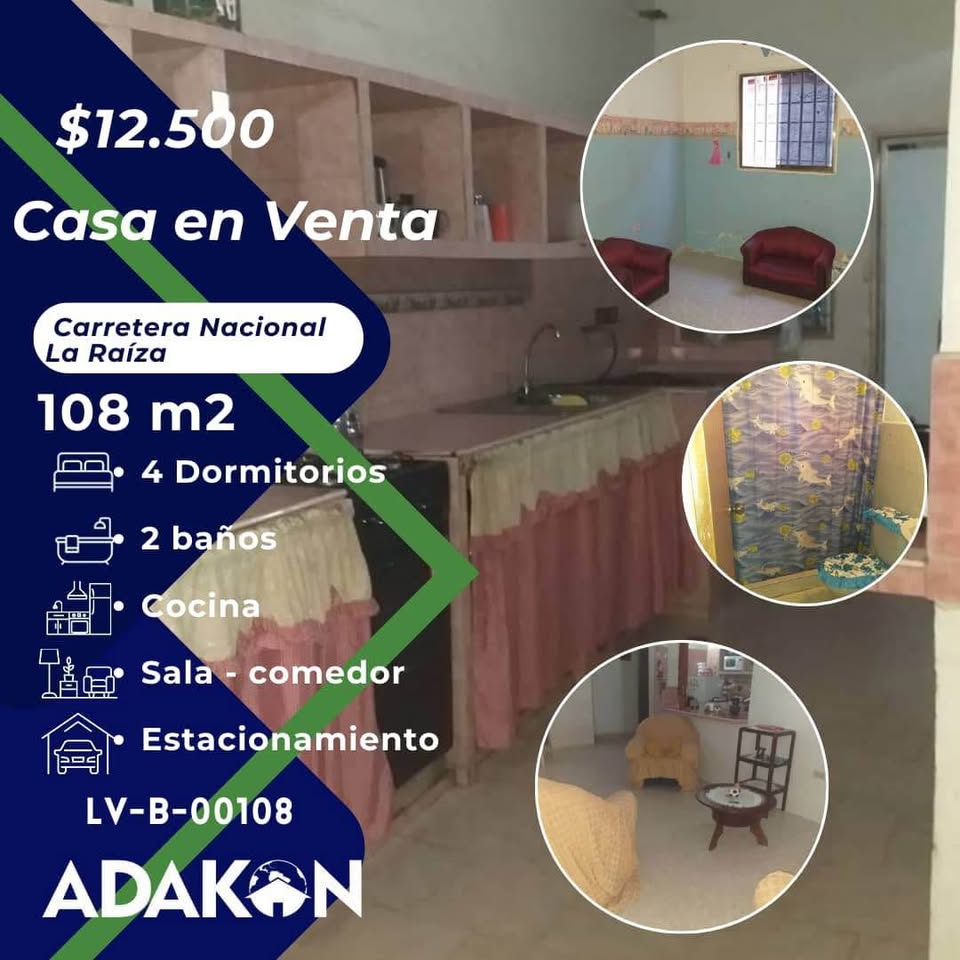 $12.500
Casa en Venta
Carretera Nacional
La Raíza
108 m2
4 Dormitorios
2 baños
Cocina
Sala - comedor
Estacionamiento
LV-B-00108
ADAKON